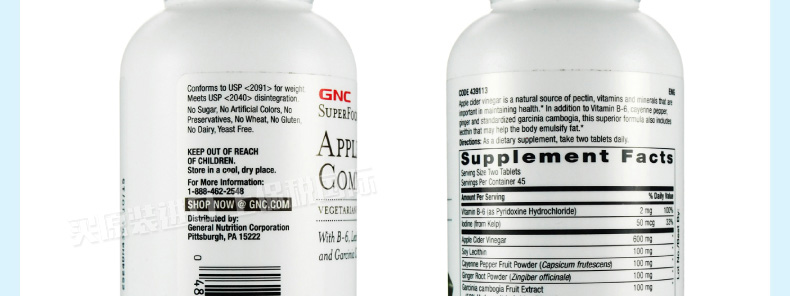 Conforms to USP <2091> for weight.
Meets USP <2040> disintegration.
No Sugar, No Artificial Colors, No
Preservatives, No Wheat, No Gluten,
No Dairy, Yeast Free.
KEEP OUT OF REACH
OF CHILDREN.
Store in a cool, dry place.
For More Information:
1-888-462-2548
SHOP NOW @ GNC.COM
Distributed by:
General Nutrition Corporation
Pittsburgh, PA 15222
GNC
SUPERFOO
APPL
COM
VEGETARIAN
With B-6, Le
and Garcinia
0
48
CODE 439113
ENG
Apple cider vinegar is a natural source of pectin, vitamins and minerals that are
important in maintaining health.* In addition to Vitamin B-6, cayenne pepper,
ginger and standardized garcinia cambogia, this superior formula also includes
lecithin that may help the body emulsify fat.*
Directions: As a dietary supplement, take two tablets daily.
Supplement Facts
Serving Size Two Tablets
Servings Per Container 45
Amount Per Serving % Daily Value
Vitamin B-6 (as Pyridoxine Hydrochloride) 2 mg 100%
Iodine (from Kelp) 50 mcg 33%
Apple Cider Vinegar 600 mg
Soy Lecithin 100 mg
Cayenne Pepper Fruit Powder (Capsicum frutescens) 100 mg
Ginger Root Powder (Zingiber officinale) 100 mg
Garcinia cambogia Fruit Extract 100 mg